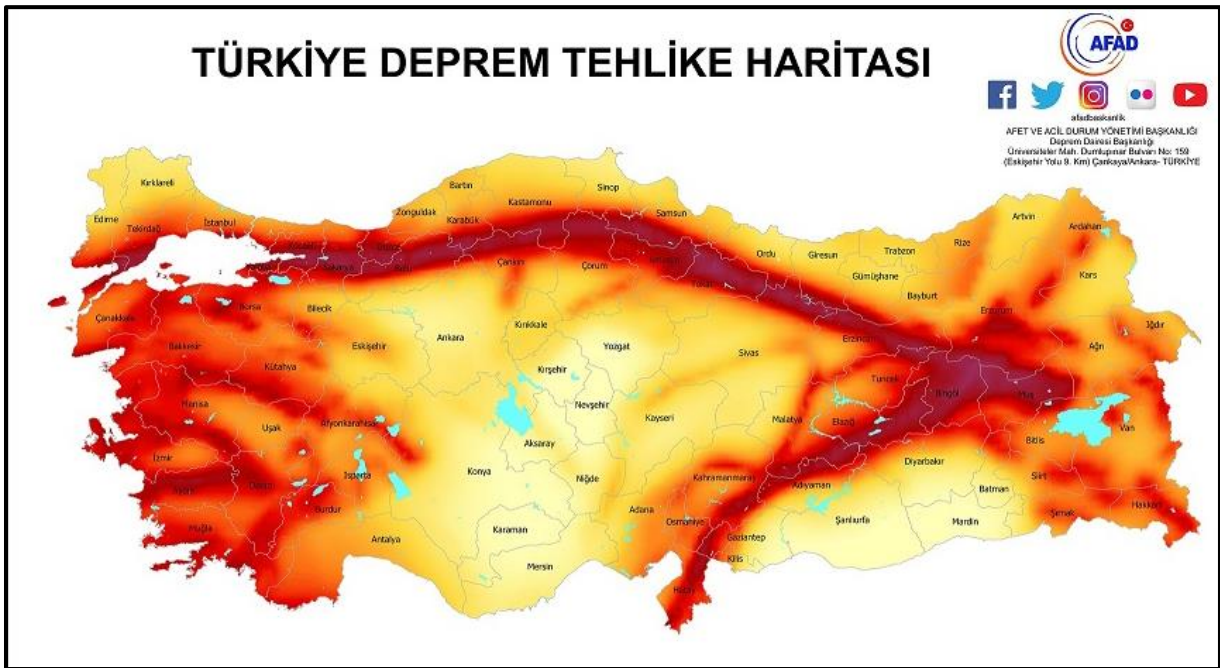 TÜRKİYE DEPREM TEHLİKE HARİTASI
AFAD
afadbaskanlik
AFET VE ACİL DURUM YÖNETİMİ BAŞKANLIĞI
Deprem Dairesi Başkanlığı
Üniversiteler Mah. Dumlupınar Bulvarı No: 159
(Eskişehir Yolu 9. Km) Çankaya/Ankara- TÜRKİYE
Kırklareli
Edirne
Tekirdağ
İstanbul
Zonguldak
Bartın
Karabük
Kastamonu
Sinop
Samsun
Ordu
Giresun
Trabzon
Rize
Artvin
Ardahan
Kars
Gümüşhane
Bayburt
Erzurum
Iğdır
Ağrı
Çankırı
Çorum
Tokat
Çanakkale
Bursa
Bilecik
Balıkesir
Kütahya
Eskişehir
Ankara
Kırıkkale
Yozgat
Sivas
Erzincan
Tunceli
Bingöl
Muş
Kırşehir
Nevşehir
Kayseri
Malatya
Elazığ
Bitlis
Van
Manisa
Uşak
Afyonkarahisar
Aksaray
Konya
Niğde
Kahramanmaraş
Adıyaman
Diyarbakır
Siirt
Batman
Hakkari
Şırnak
İzmir
Isparta
Burdur
Muğla
Antalya
Karaman
Mersin
Adana
Osmaniye
Gaziantep
Kilis
Şanlıurfa
Mardin
Hatay